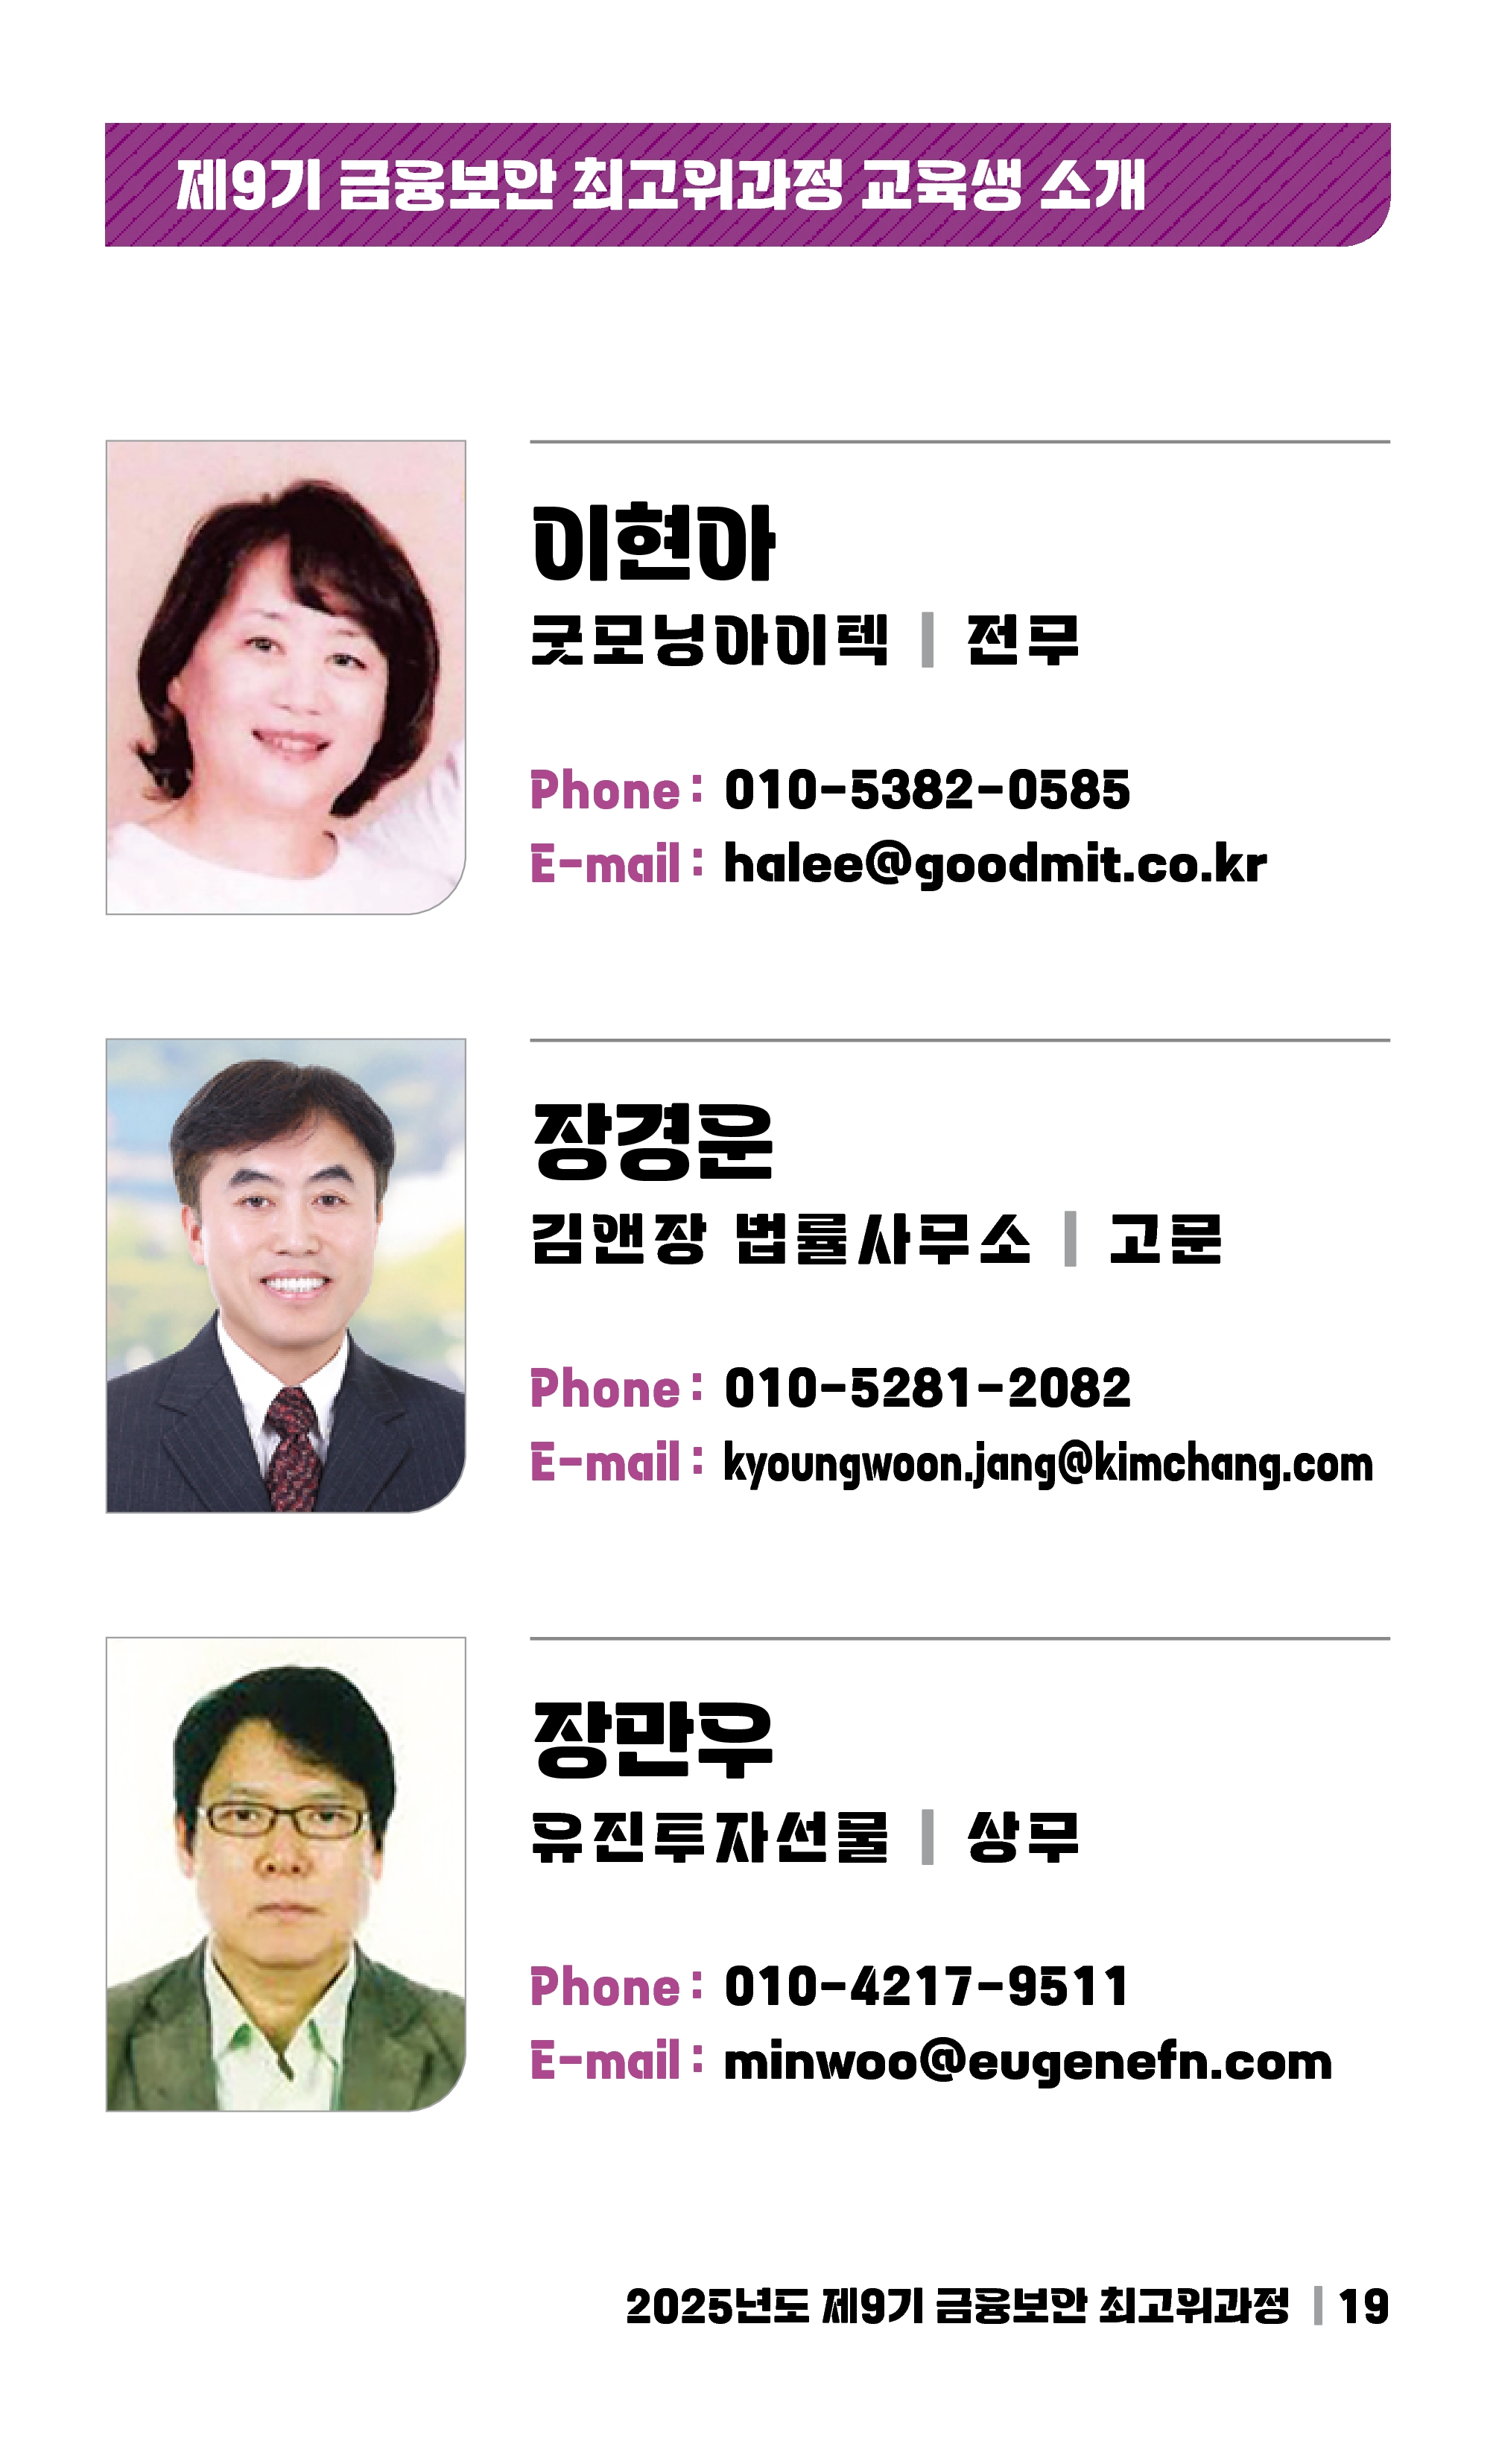 제9기 금융보안 최고위과정 교육생 소개
이현아
굿모닝아이텍 | 전무
Phone : 010-5382-0585
E-mail : halee@goodmit.co.kr
장경운
김앤장 법률사무소 | 고문
Phone : 010-5281-2082
E-mail : kyoungwoon.jang@kimchang.com
장만우
유진투자선물 | 상무
Phone : 010-4217-9511
E-mail : minwoo@eugenefn.com
2025년도 제9기 금융보안 최고위과정 | 19